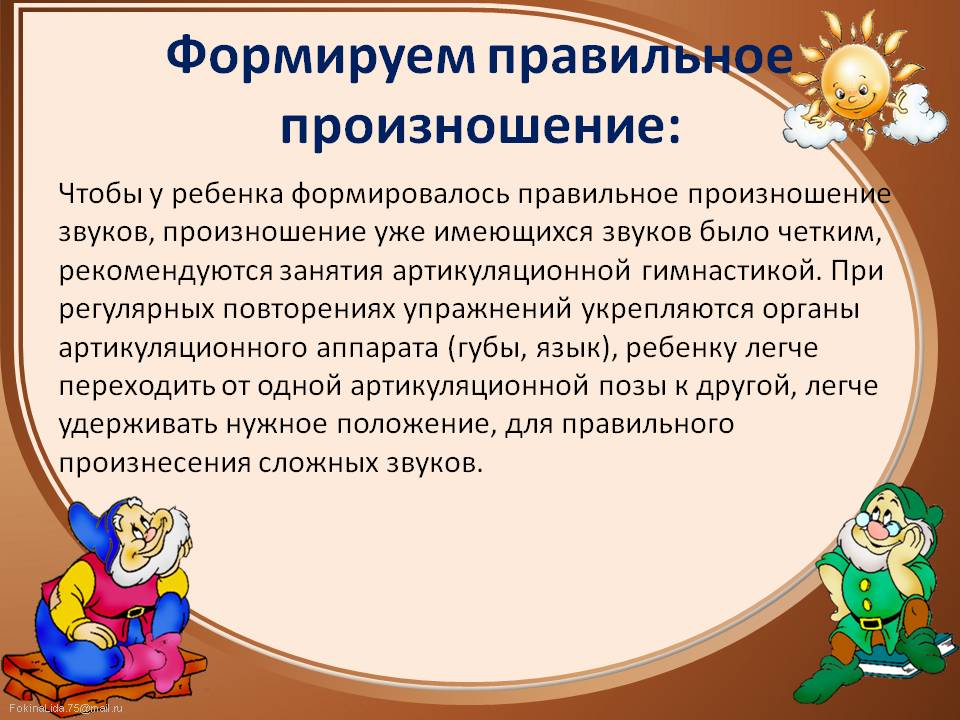 Формируем правильное
произношение:
Чтобы у ребенка формировалось правильное произношение
звуков, произношение уже имеющихся звуков было четким,
рекомендуются занятия артикуляционной гимнастикой. При
регулярных повторениях упражнений укрепляются органы
артикуляционного аппарата (губы, язык), ребенку легче
переходить от одной артикуляционной позы к другой, легче
удерживать нужное положение, для правильного
произнесения сложных звуков.
FokinaLida.75@mail.ru